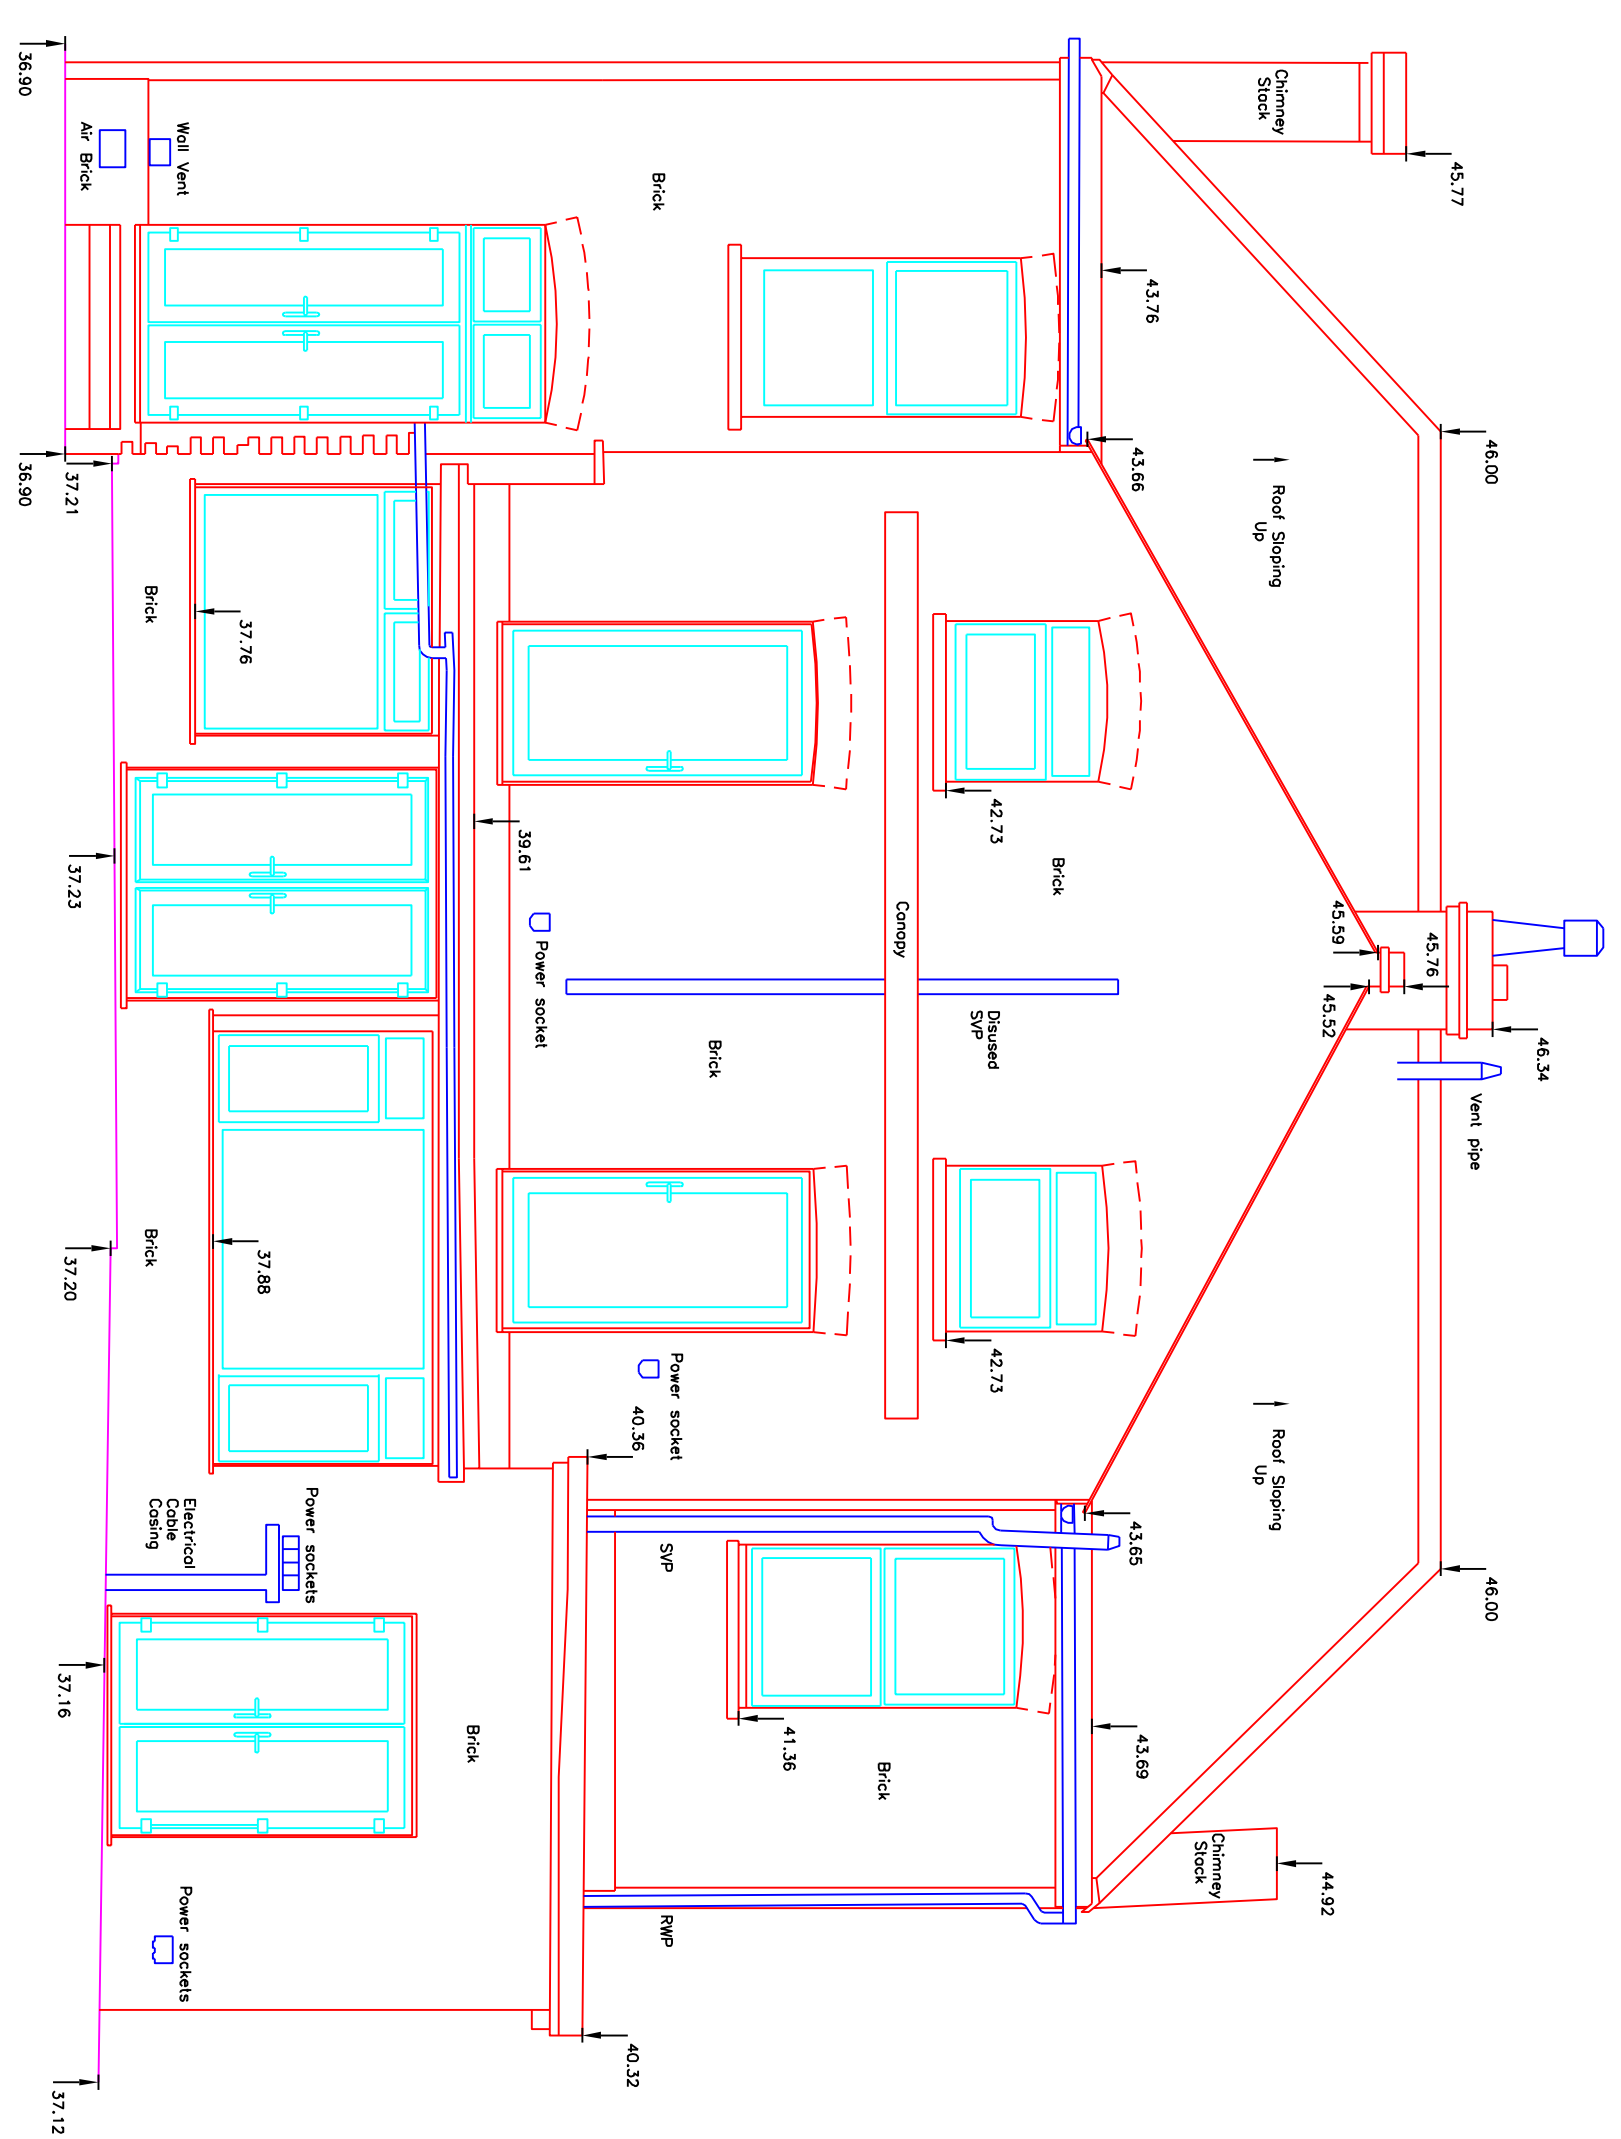 46.34
45.77
46.00
45.76
45.59
45.52
Vent pipe
46.00
Chimney
Stack
Roof Sloping
Up
Roof Sloping
Up
44.92
Chimney
Stack
43.76
43.66
43.65
43.69
Brick
42.73
Disused
SVP
42.73
Canopy
Brick
41.36
Brick
Brick
SVP
RWP
Power socket
Power socket
40.36
40.32
39.61
Brick
Power sockets
37.76
37.88
Wall Vent
Brick
Brick
Electrical
Cable
Casing
Power sockets
Air Brick
36.90
36.90
37.21
37.23
37.20
37.16
37.12